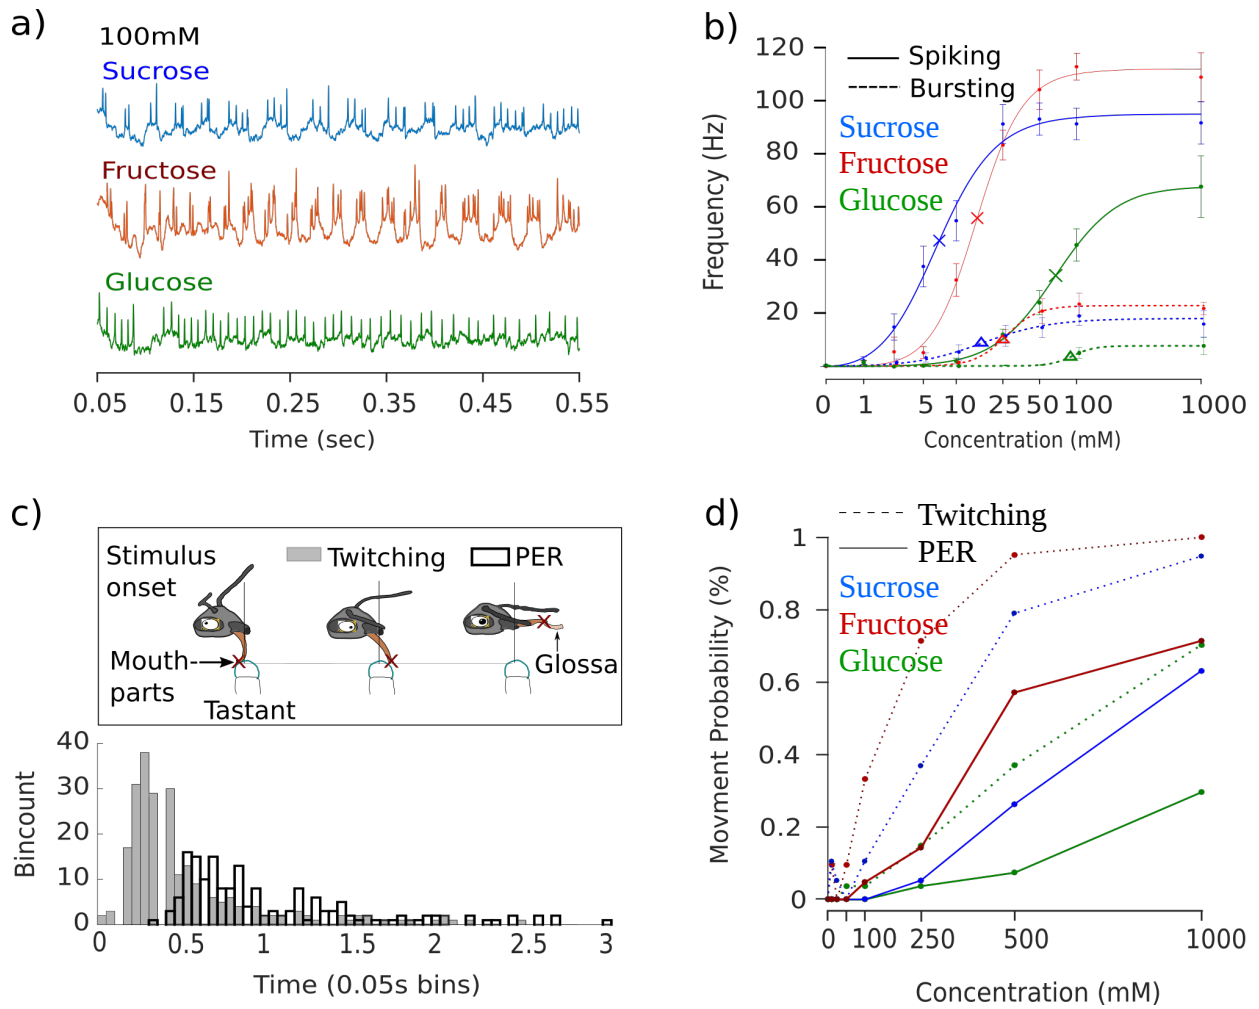 a)
100mM
Sucrose
Fructose
Glucose
0.05 0.15 0.25 0.35 0.45 0.55
Time (sec)
b)
120
100
80
60
40
20
Frequency (Hz)
Spiking
Bursting
Sucrose
Fructose
Glucose
0 1 5 10 25 50 100 1000
Concentration (mM)
c)
Stimulus
onset
Twitching
PER
Mouth-
parts
Tastant
Glossa
40
30
20
10
0
Bincount
0 0.5 1 1.5 2 2.5 3
Time (0.05s bins)
d)
Twitching
PER
Sucrose
Fructose
Glucose
1
0.8
0.6
0.4
0.2
0
Movment Probability (%)
0 100 250 500 1000
Concentration (mM)